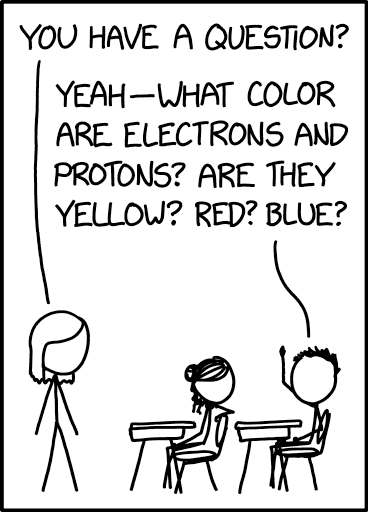 YOU HAVE A QUESTION?
YEAH—WHAT COLOR
ARE ELECTRONS AND
PROTONS? ARE THEY
YELLOW? RED? BLUE?